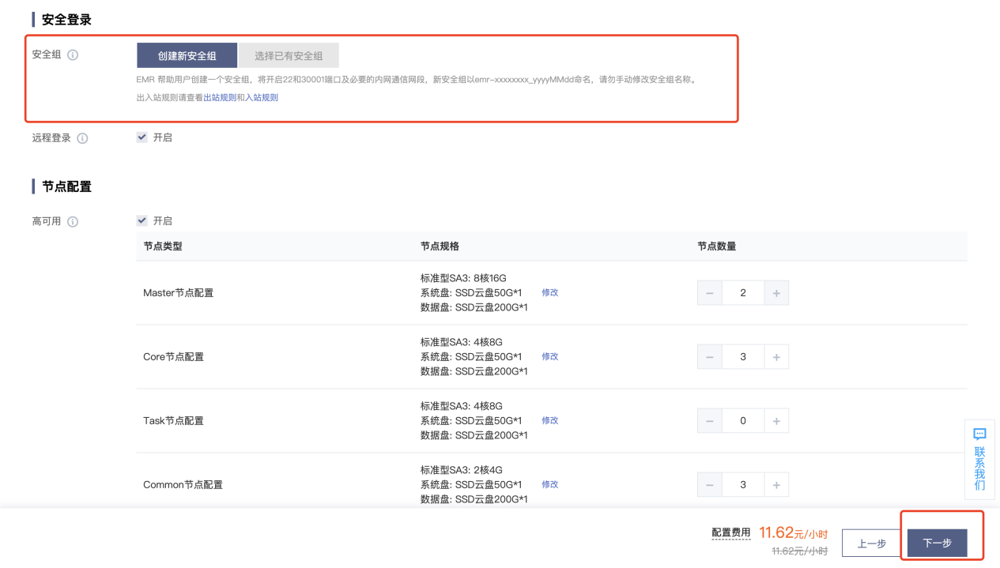 安全登录
安全组
创建新安全组 选择已有安全组
EMR 帮助用户创建一个安全组，将开启22和30001端口及必要的内网通信网段，新安全组以emr-xxxxxxxx_yyyyMMdd命名，请勿手动修改安全组名称。
出入站规则请查看出站规则和入站规则
远程登录 开启
节点配置
高可用 开启
节点类型 节点规格 节点数量
标准型SA3: 8核16G
Master节点配置 系统盘: SSD云盘50G*1 修改 － 2 +
数据盘: SSD云盘200G*1
标准型SA3: 4核8G
Core节点配置 系统盘: SSD云盘50G*1 修改 － 3 +
数据盘: SSD云盘200G*1
标准型SA3: 4核8G
Task节点配置 系统盘: SSD云盘50G*1 修改 － 0 +
数据盘: SSD云盘200G*1
标准型SA3: 2核4G
Common节点配置 系统盘: SSD云盘50G*1 修改 － 3 +
数据盘: SSD云盘200G*1
联系我们
配置费用 11.62元/小时
11.62元/小时
上一步 下一步